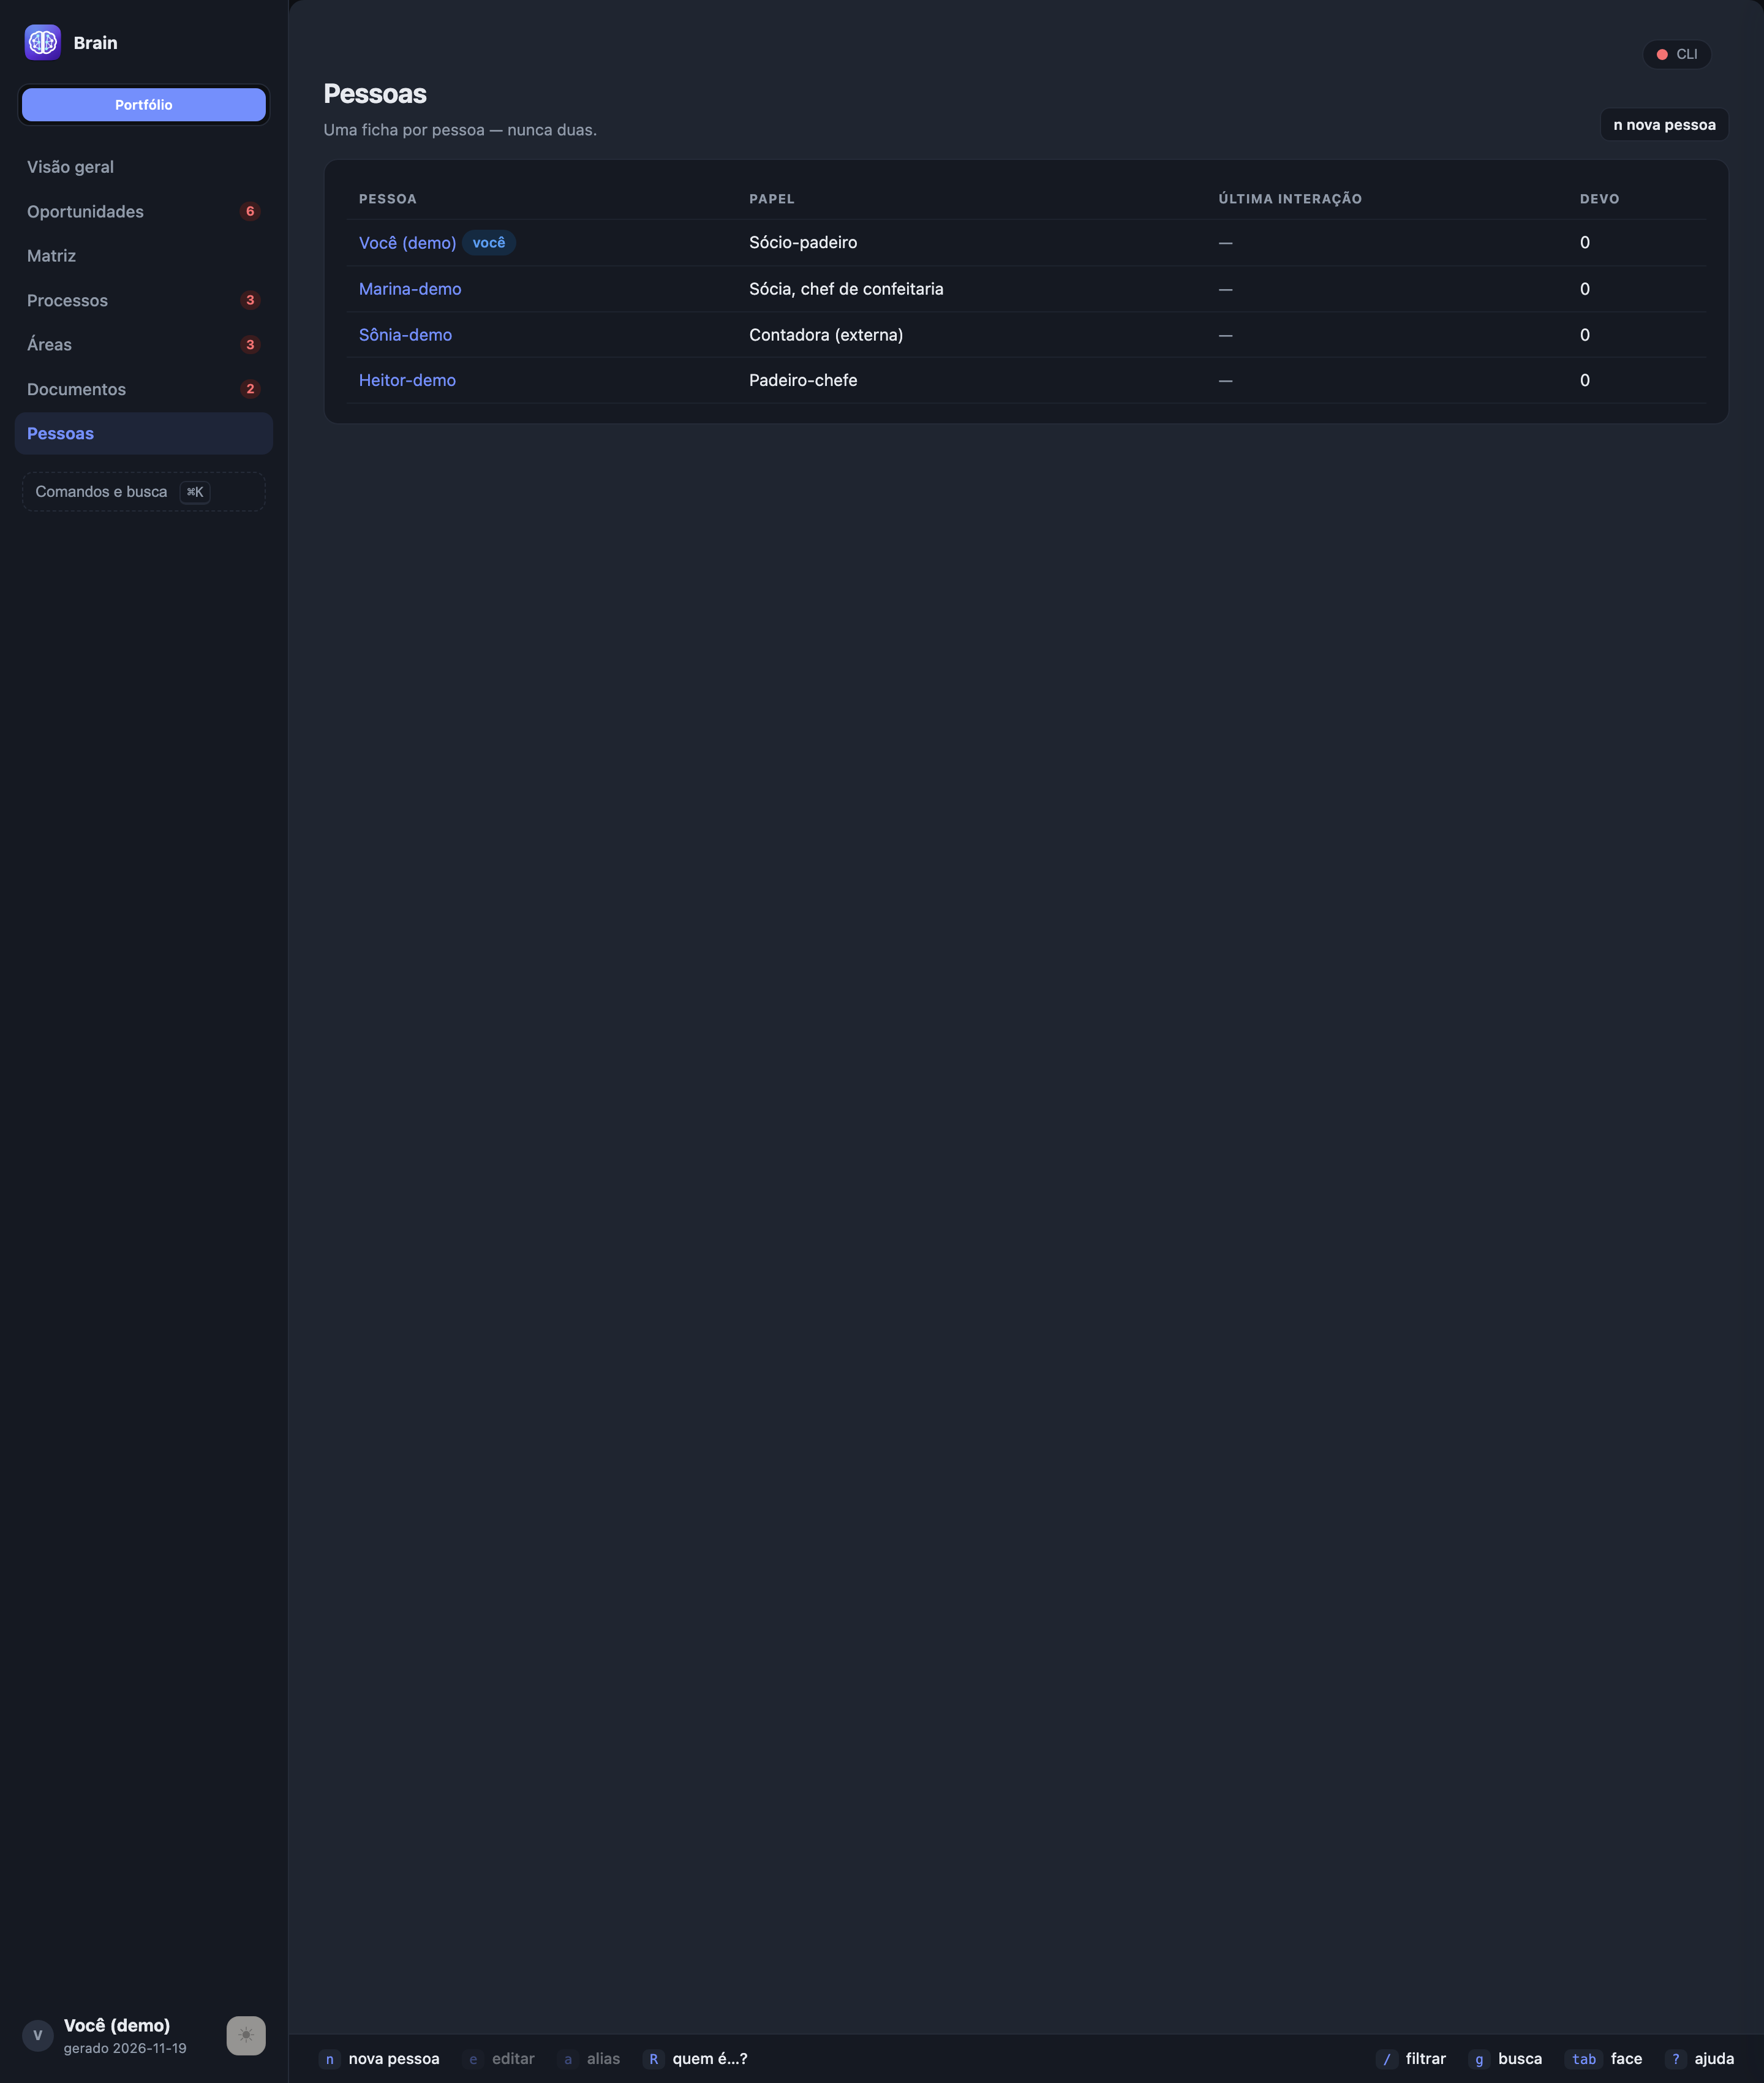 Brain
Portfólio
Visão geral
Oportunidades 6
Matriz
Processos 3
Áreas 3
Documentos 2
Pessoas
Comandos e busca ⌘K
CLI
Pessoas
Uma ficha por pessoa — nunca duas.
n nova pessoa
PESSOA PAPEL ÚLTIMA INTERAÇÃO DEVO
Você (demo) você Sócio-padeiro — 0
Marina-demo Sócia, chef de confeitaria — 0
Sônia-demo Contadora (externa) — 0
Heitor-demo Padeiro-chefe — 0
V Você (demo)
gerado 2026-11-19
n nova pessoa e editar a alias R quem é...? / filtrar g busca tab face ? ajuda